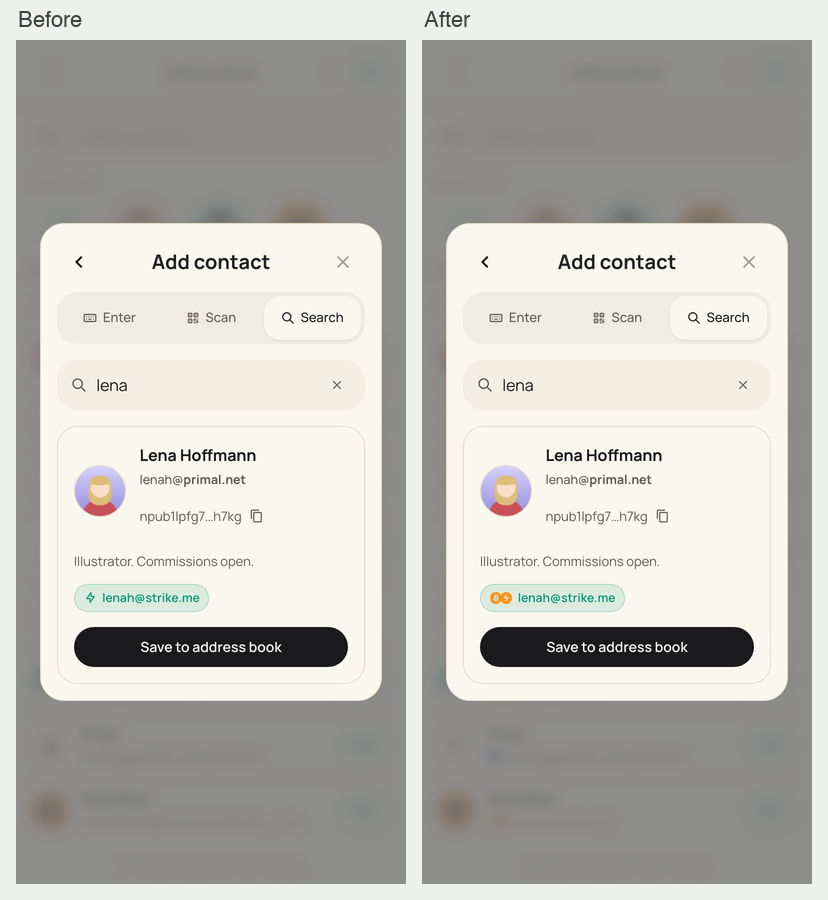 Before
Add contact
Enter
Scan
Search
lena
Lena Hoffmann
lenah@primal.net
npub1lpfg7…h7kg
Illustrator. Commissions open.
lenah@strike.me
Save to address book
After
Add contact
Enter
Scan
Search
lena
Lena Hoffmann
lenah@primal.net
npub1lpfg7…h7kg
Illustrator. Commissions open.
lenah@strike.me
Save to address book